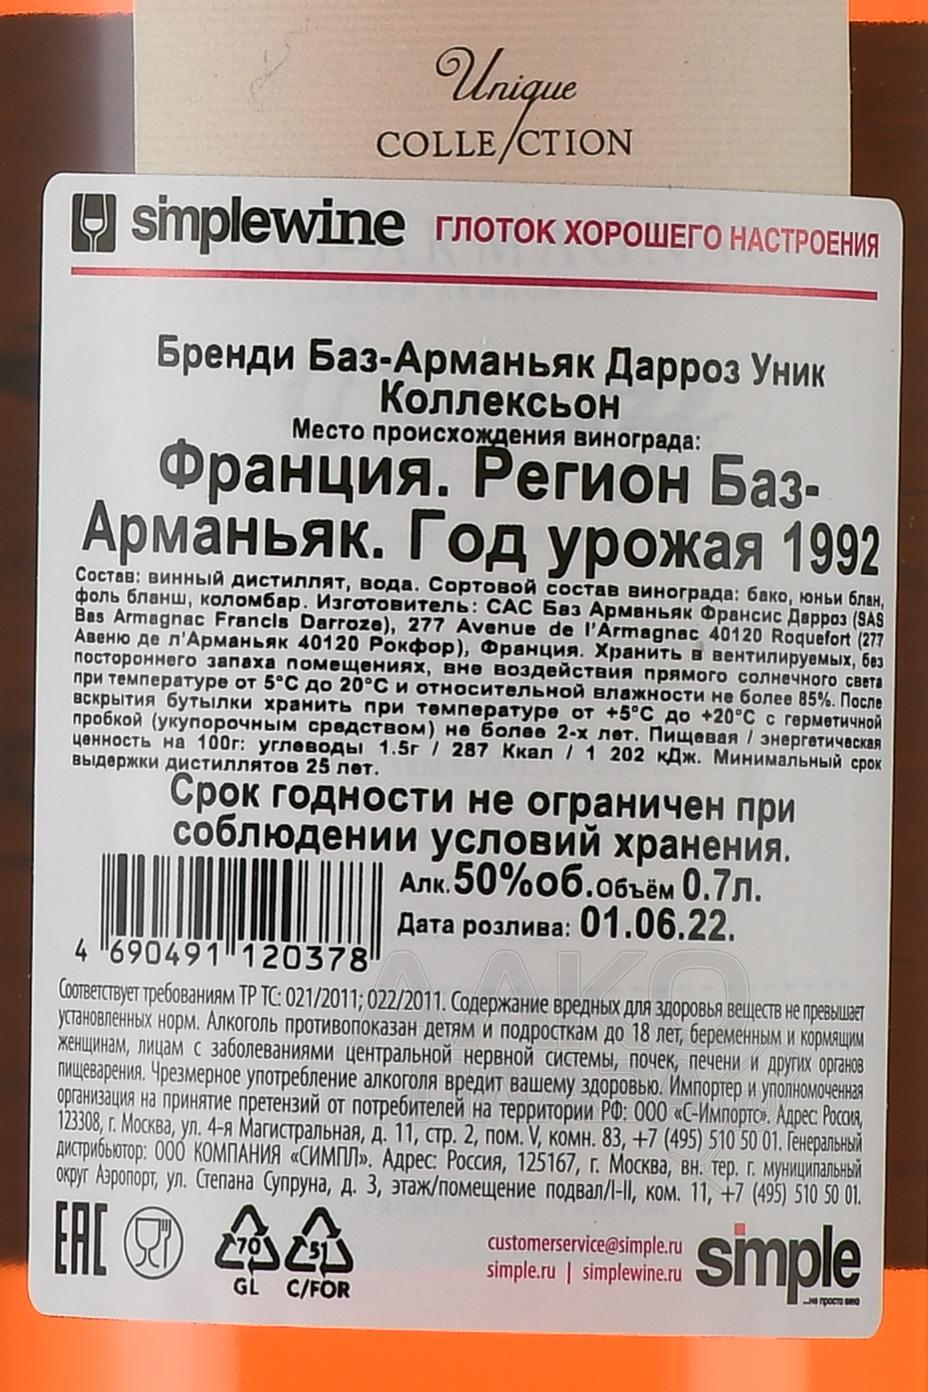 Unique
COLLECTION
simplewine ГЛОТОК ХОРОШЕГО НАСТРОЕНИЯ
Бренди Баз-Арманьяк Дарроз Уник
Коллексьон
Место происхождения винограда:
Франция. Регион Баз-
Арманьяк. Год урожая 1992
Состав: винный дистиллят, вода. Сортовой состав винограда: бако, юньи блан,
фоль бланш, коломбар. Изготовитель: САС Баз Арманьяк Франсис Дарроз (SAS
Bas Armagnac Francis Darroze), 277 Avenue de l'Armagnac 40120 Roquefort (277
Авеню де л'Арманьяк 40120 Рокфор), Франция. Хранить в вентилируемых, без
постороннего запаха помещениях, вне воздействия прямого солнечного света
при температуре от 5°С до 20°С и относительной влажности не более 85%. После
вскрытия бутылки хранить при температуре от +5°С до +20°С с герметичной
пробкой (укупорочным средством) не более 2-х лет. Пищевая / энергетическая
ценность на 100г: углеводы 1.5г / 287 Ккал / 1 202 кДж. Минимальный срок
выдержки дистиллятов 25 лет.
Срок годности не ограничен при
соблюдении условий хранения.
Алк.50%об.Объём 0.7л.
Дата розлива: 01.06.22.
4 690491 120378
Соответствует требованиям ТР ТС: 021/2011; 022/2011. Содержание вредных для здоровья веществ не превышает
установленных норм. Алкоголь противопоказан детям и подросткам до 18 лет, беременным и кормящим
женщинам, лицам с заболеваниями центральной нервной системы, почек, печени и других органов
пищеварения. Чрезмерное употребление алкоголя вредит вашему здоровью. Импортер и уполномоченная
организация на принятие претензий от потребителей на территории РФ: ООО «С-Импортс». Адрес: Россия,
123308, г. Москва, ул. 4-я Магистральная, д. 11, стр. 2, пом. V, комн. 83, +7 (495) 510 50 01. Генеральный
дистрибьютор: ООО КОМПАНИЯ «СИМПЛ». Адрес: Россия, 125167, г. Москва, вн. тер. г. муниципальный
округ Аэропорт, ул. Степана Супруна, д. 3, этаж/помещение подвал/I-II, ком. 11, +7 (495) 510 50 01.
EAC
70
GL
51
C/FOR
customerservice@simple.ru
simple.ru | simplewine.ru
simple
...не просто вино